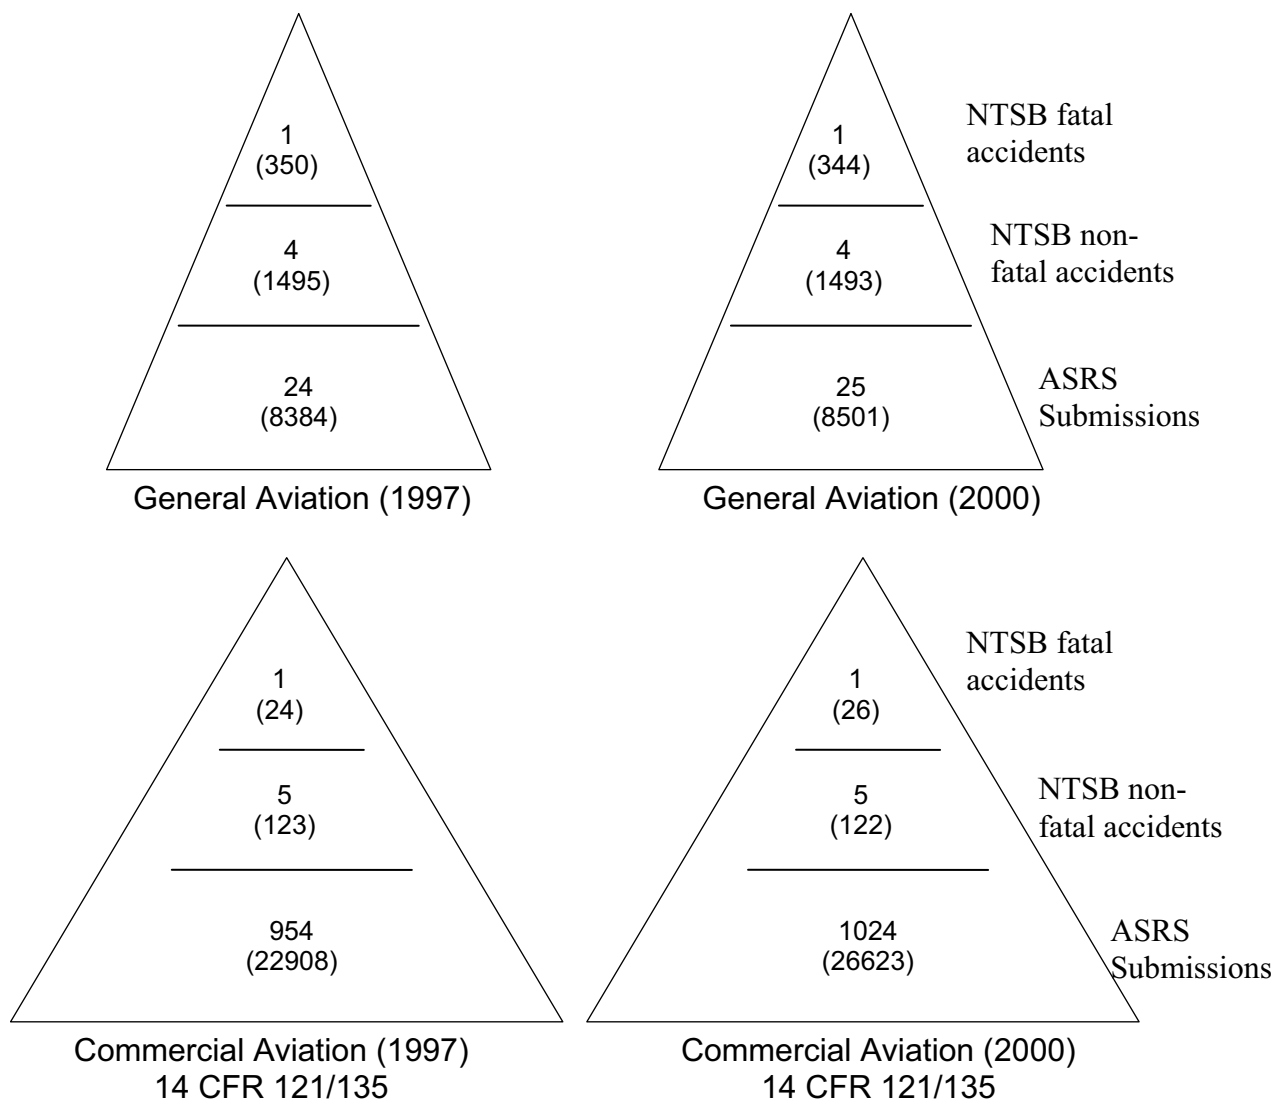 1
(350)
4
(1495)
24
(8384)
General Aviation (1997)
1
(344)
4
(1493)
25
(8501)
General Aviation (2000)
NTSB fatal
accidents
NTSB non-
fatal accidents
ASRS
Submissions
1
(24)
5
(123)
954
(22908)
Commercial Aviation (1997)
14 CFR 121/135
1
(26)
5
(122)
1024
(26623)
Commercial Aviation (2000)
14 CFR 121/135
NTSB fatal
accidents
NTSB non-
fatal accidents
ASRS
Submissions